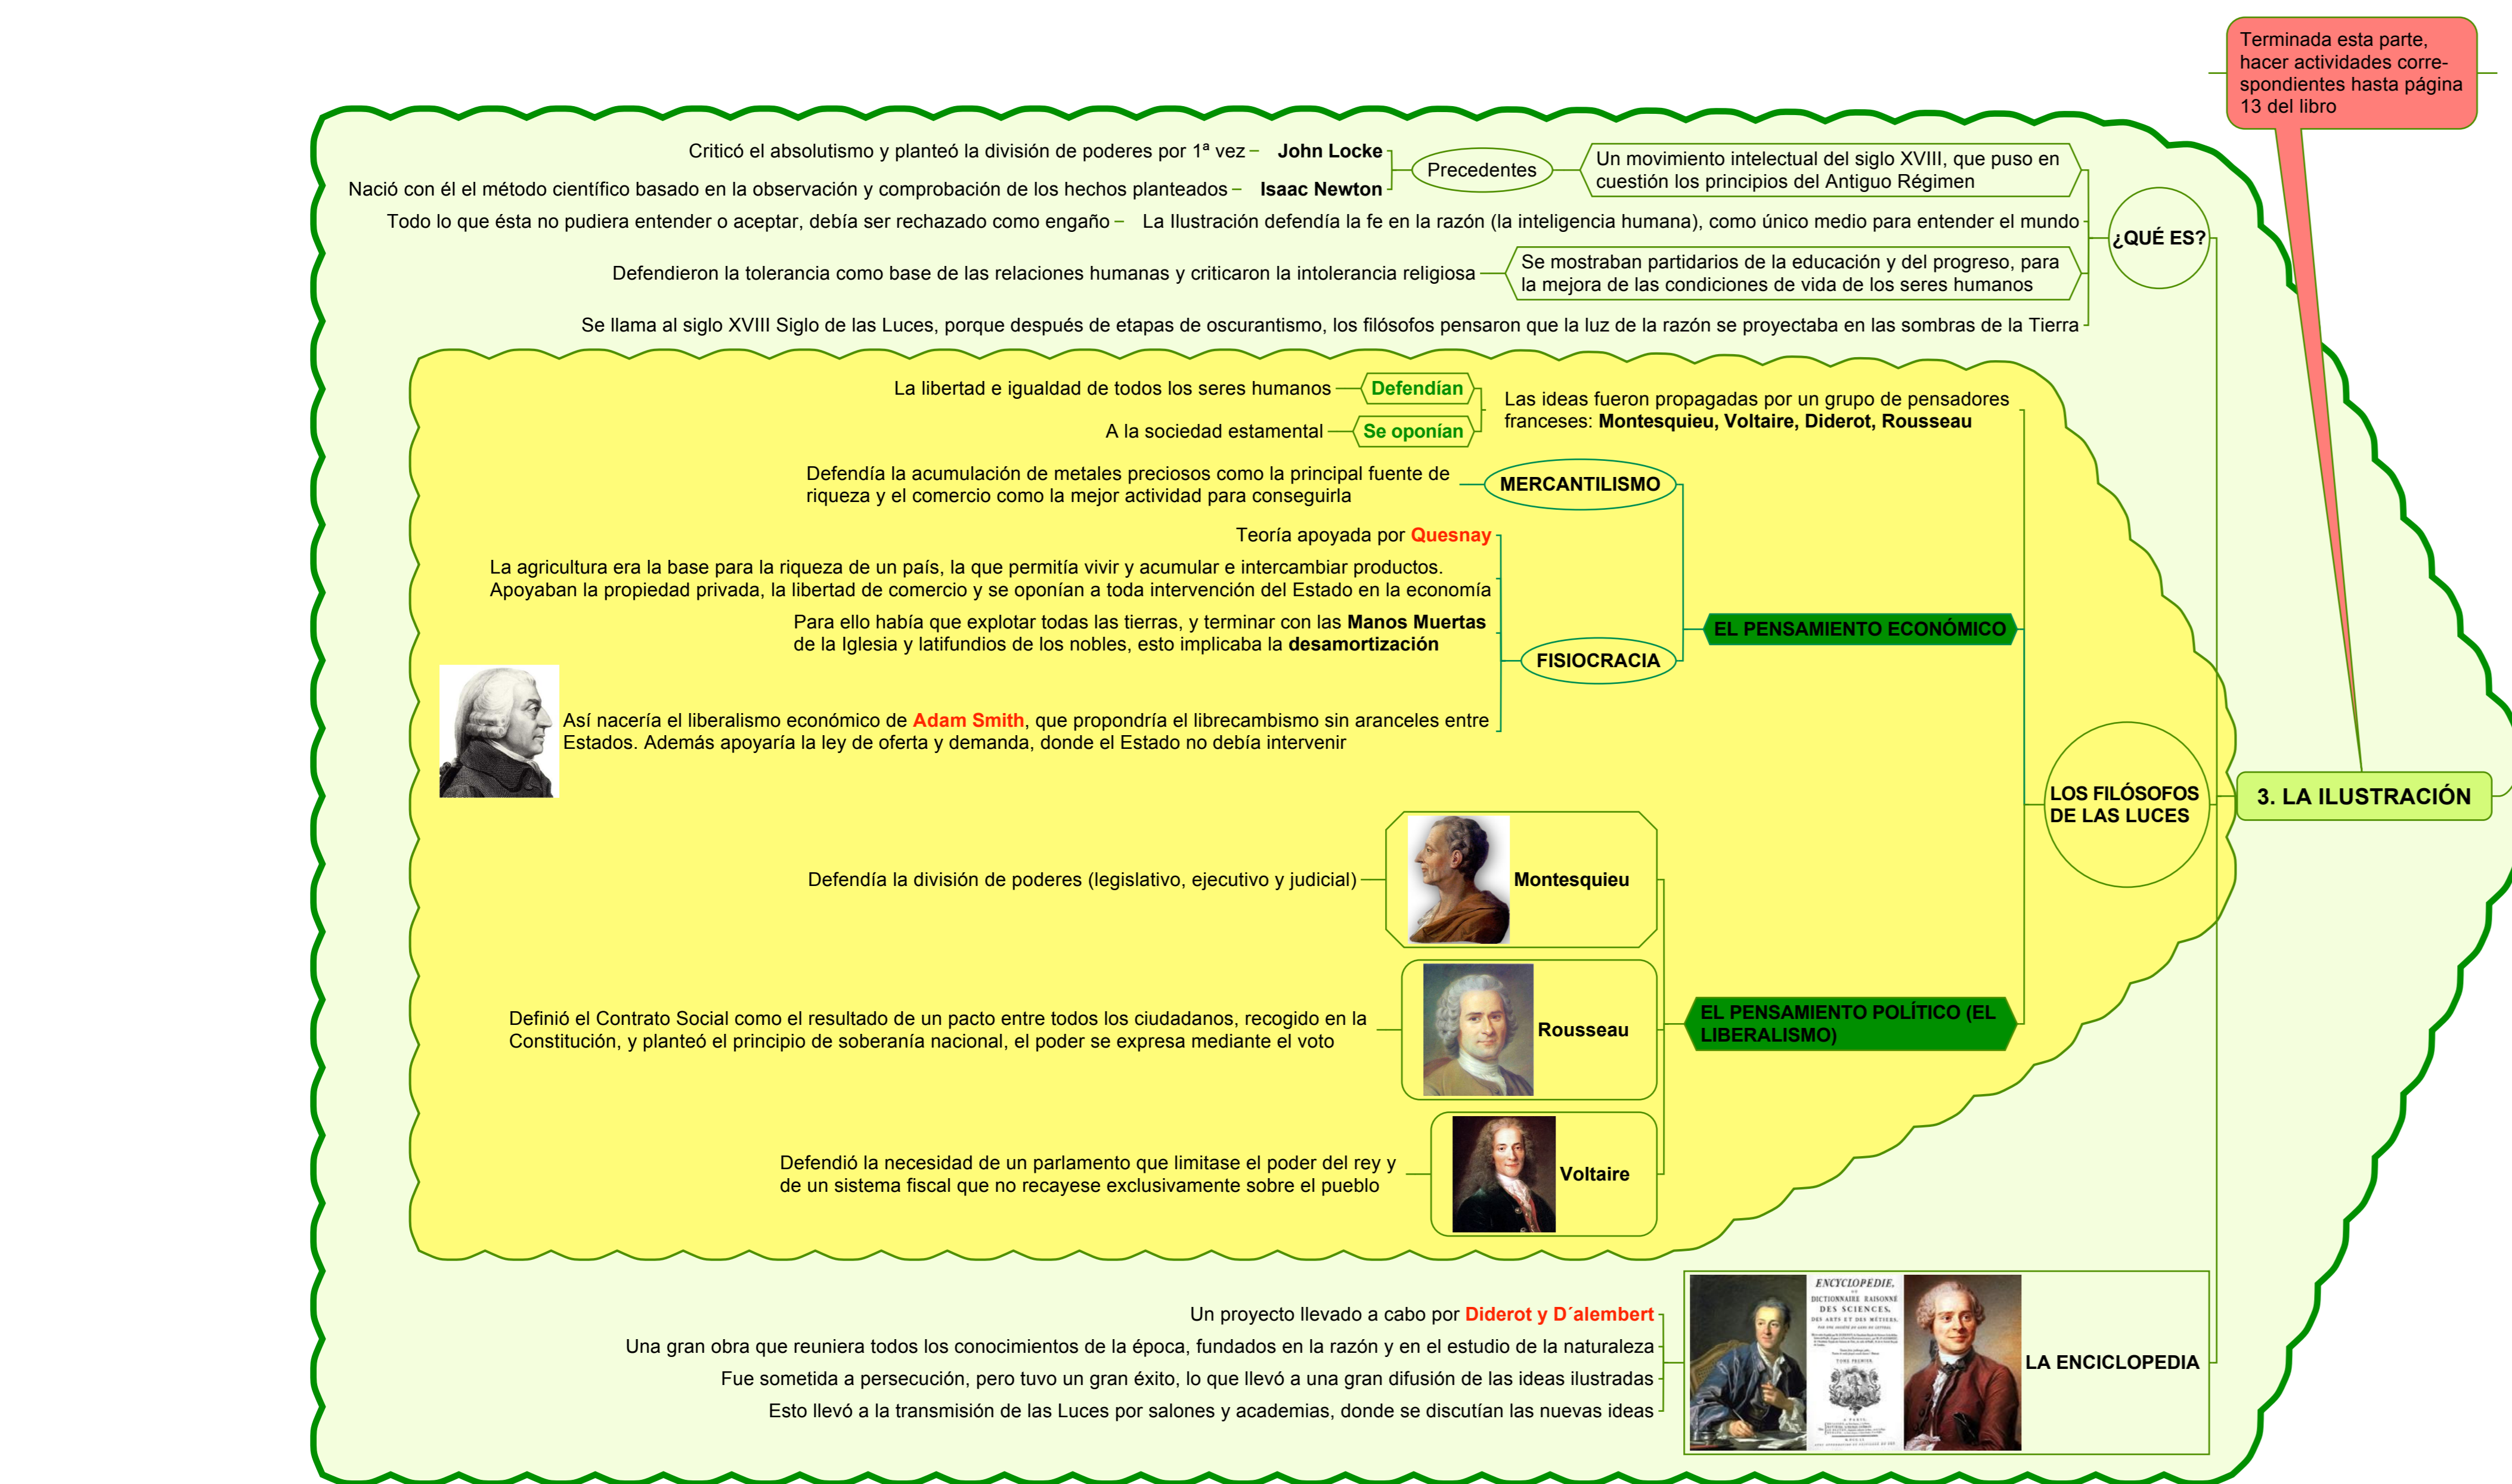 Terminada esta parte,
hacer actividades corre-
spondientes hasta página
13 del libro
3. LA ILUSTRACIÓN
¿QUÉ ES?
Un movimiento intelectual del siglo XVIII, que puso en
cuestión los principios del Antiguo Régimen
Precedentes
John Locke
Criticó el absolutismo y planteó la división de poderes por 1ª vez
Isaac Newton
Nació con él el método científico basado en la observación y comprobación de los hechos planteados
La Ilustración defendía la fe en la razón (la inteligencia humana), como único medio para entender el mundo
Todo lo que ésta no pudiera entender o aceptar, debía ser rechazado como engaño
Se mostraban partidarios de la educación y del progreso, para
la mejora de las condiciones de vida de los seres humanos
Defendieron la tolerancia como base de las relaciones humanas y criticaron la intolerancia religiosa
Se llama al siglo XVIII Siglo de las Luces, porque después de etapas de oscurantismo, los filósofos pensaron que la luz de la razón se proyectaba en las sombras de la Tierra
LOS FILÓSOFOS
DE LAS LUCES
Las ideas fueron propagadas por un grupo de pensadores
franceses: Montesquieu, Voltaire, Diderot, Rousseau
Defendían
La libertad e igualdad de todos los seres humanos
Se oponían
A la sociedad estamental
EL PENSAMIENTO ECONÓMICO
MERCANTILISMO
Defendía la acumulación de metales preciosos como la principal fuente de
riqueza y el comercio como la mejor actividad para conseguirla
FISIOCRACIA
Teoría apoyada por Quesnay
La agricultura era la base para la riqueza de un país, la que permitía vivir y acumular e intercambiar productos.
Apoyaban la propiedad privada, la libertad de comercio y se oponían a toda intervención del Estado en la economía
Para ello había que explotar todas las tierras, y terminar con las Manos Muertas
de la Iglesia y latifundios de los nobles, esto implicaba la desamortización
Así nacería el liberalismo económico de Adam Smith, que propondría el librecambismo sin aranceles entre
Estados. Además apoyaría la ley de oferta y demanda, donde el Estado no debía intervenir
EL PENSAMIENTO POLÍTICO (EL
LIBERALISMO)
Montesquieu
Defendía la división de poderes (legislativo, ejecutivo y judicial)
Rousseau
Definió el Contrato Social como el resultado de un pacto entre todos los ciudadanos, recogido en la
Constitución, y planteó el principio de soberanía nacional, el poder se expresa mediante el voto
Voltaire
Defendió la necesidad de un parlamento que limitase el poder del rey y
de un sistema fiscal que no recayese exclusivamente sobre el pueblo
LA ENCICLOPEDIA
ENCYCLOPEDIE,
DICTIONNAIRE RAISONNÉ
DES SCIENCES,
DES ARTS ET DES MÉTIERS,
TOME PREMIER.
A PARIS,
Un proyecto llevado a cabo por Diderot y D´alembert
Una gran obra que reuniera todos los conocimientos de la época, fundados en la razón y en el estudio de la naturaleza
Fue sometida a persecución, pero tuvo un gran éxito, lo que llevó a una gran difusión de las ideas ilustradas
Esto llevó a la transmisión de las Luces por salones y academias, donde se discutían las nuevas ideas